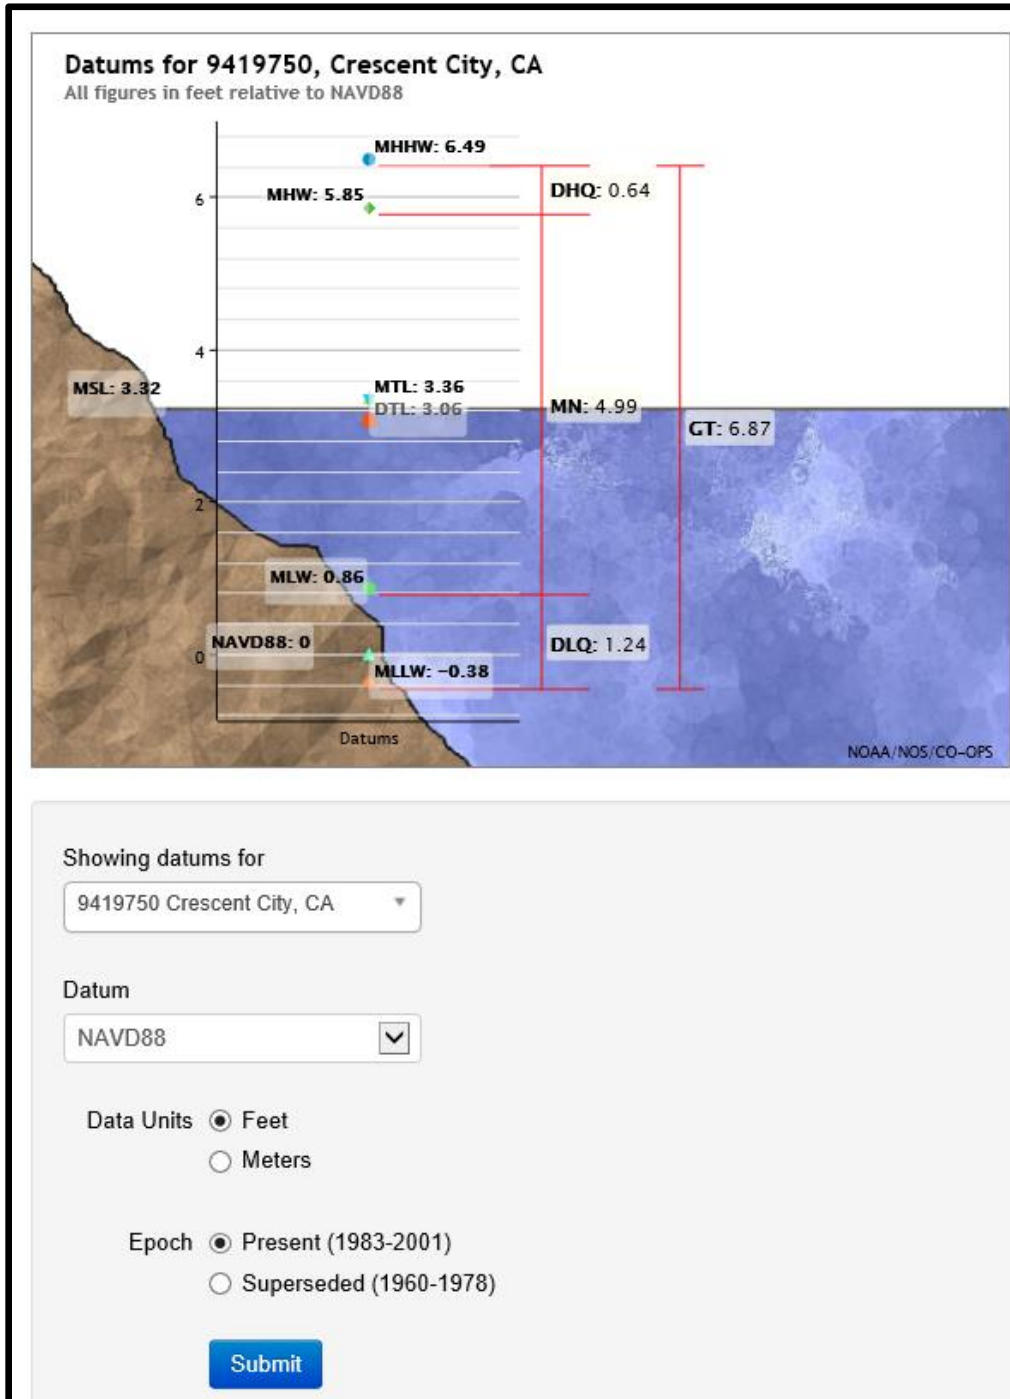 Datums for 9419750, Crescent City, CA
All figures in feet relative to NAVD88
MHHW: 6.49
MHW: 5.85
DHQ: 0.64
6
4
MSL: 3.32
MTL: 3.36
DTL: 3.06
MN: 4.99
GT: 6.87
2
MLW: 0.86
NAVD88: 0
DLQ: 1.24
0
MLLW: −0.38
Datums
NOAA/NOS/CO-OPS
Showing datums for
9419750 Crescent City, CA
Datum
NAVD88
Data Units Feet
Meters
Epoch Present (1983-2001)
Superseded (1960-1978)
Submit